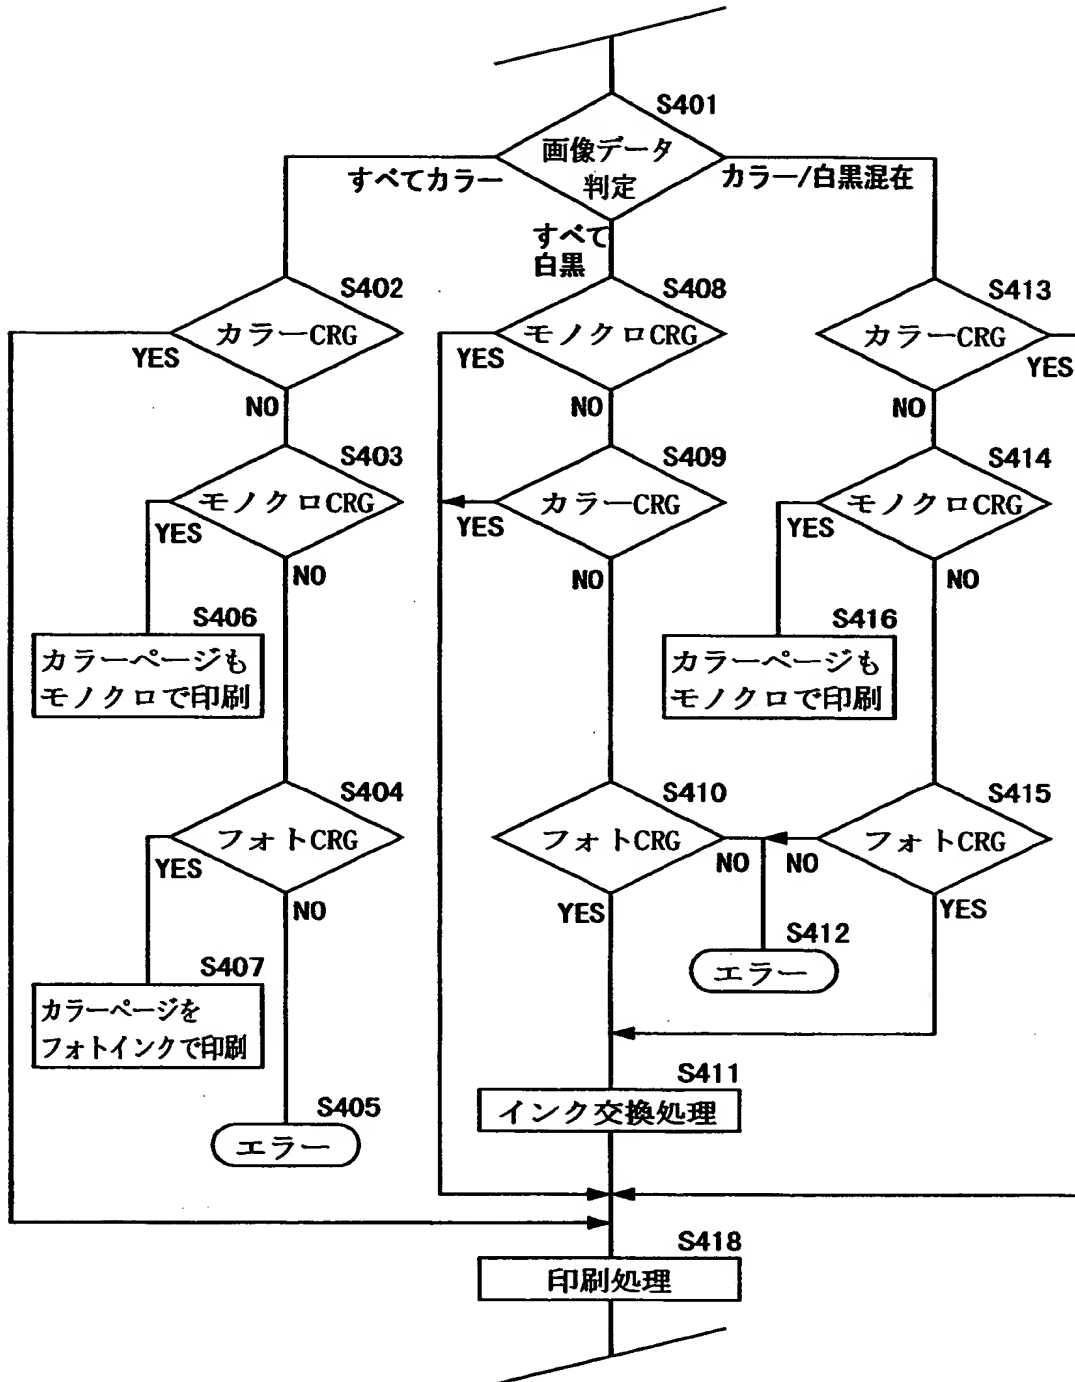 S401
画像データ
判定
すべてカラー
カラー/白黒混在
すべて
白黒
S402
カラーCRG
YES
NO
S408
モノクロCRG
YES
NO
S413
カラーCRG
YES
NO
S403
モノクロCRG
YES
NO
S409
カラーCRG
YES
NO
S414
モノクロCRG
YES
NO
S406
カラーページも
モノクロで印刷
S416
カラーページも
モノクロで印刷
S404
フォトCRG
YES
NO
S410
フォトCRG
NO
YES
S415
フォトCRG
NO
YES
S412
エラー
S407
カラーページを
フォトインクで印刷
S405
エラー
S411
インク交換処理
S418
印刷処理